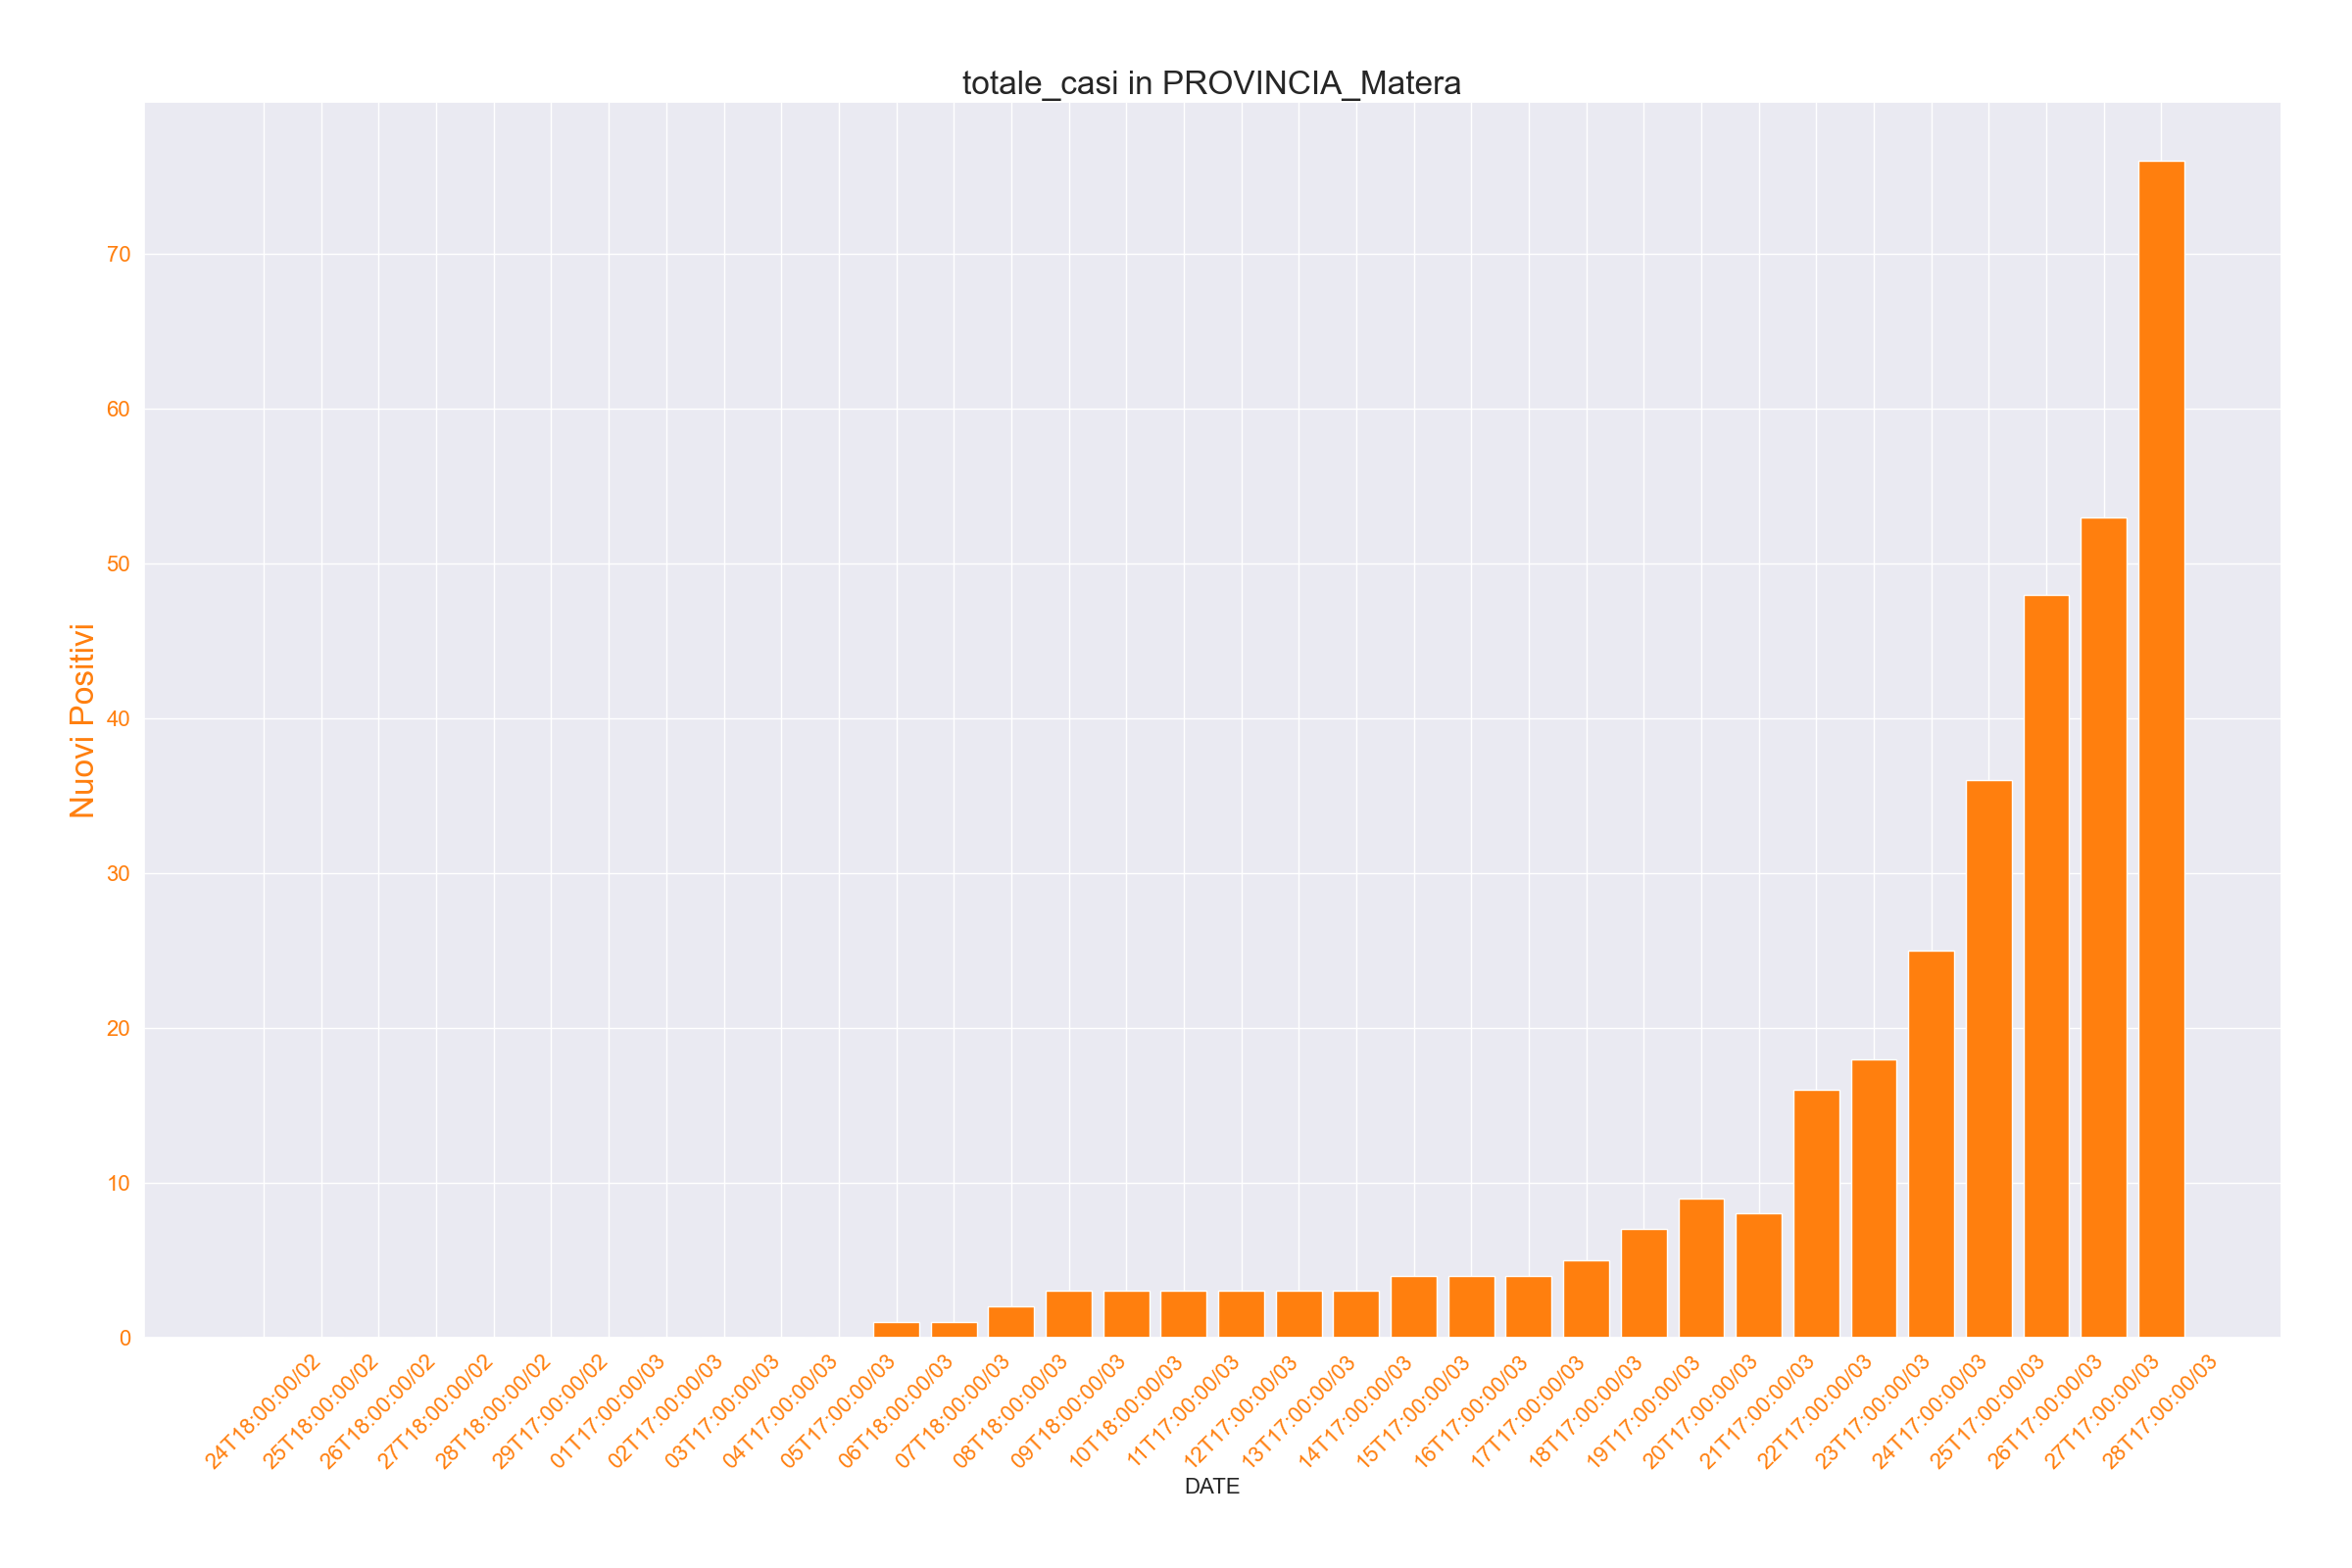 totale_casi in PROVINCIA_Matera
Nuovi Positivi
70
60
50
40
30
20
10
0
24T18:00:00/02
25T18:00:00/02
26T18:00:00/02
27T18:00:00/02
28T18:00:00/02
29T17:00:00/02
01T17:00:00/03
02T17:00:00/03
03T17:00:00/03
04T17:00:00/03
05T17:00:00/03
06T18:00:00/03
07T18:00:00/03
08T18:00:00/03
09T18:00:00/03
10T18:00:00/03
11T17:00:00/03
12T17:00:00/03
13T17:00:00/03
14T17:00:00/03
15T17:00:00/03
16T17:00:00/03
17T17:00:00/03
18T17:00:00/03
19T17:00:00/03
20T17:00:00/03
21T17:00:00/03
22T17:00:00/03
23T17:00:00/03
24T17:00:00/03
25T17:00:00/03
26T17:00:00/03
27T17:00:00/03
28T17:00:00/03
DATE